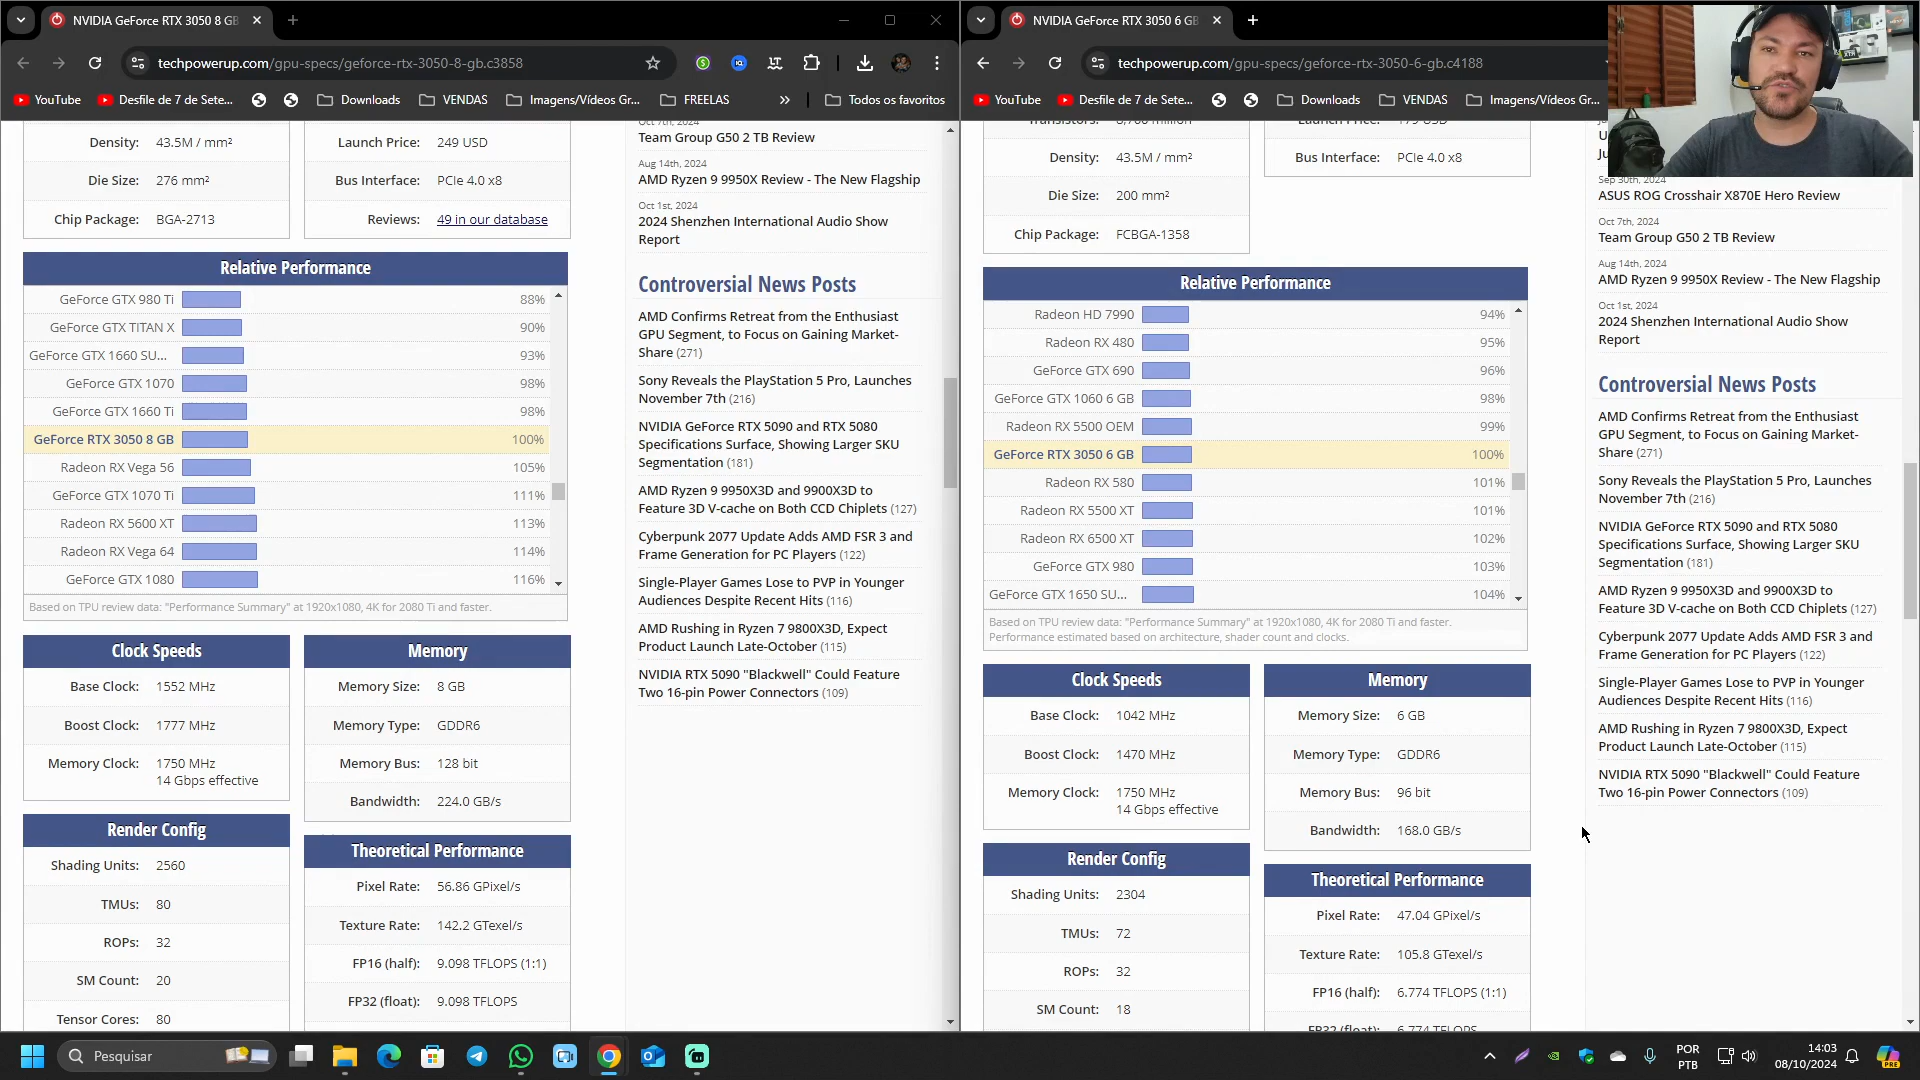 NVIDIA GeForce RTX 3050 8 GB
techpowerup.com/gpu-specs/geforce-rtx-3050-8-gb.c3858
YouTube
Desfile de 7 de Sete...
Downloads
VENDAS
Imagens/Vídeos Gr...
FREELAS
»
Todos os favoritos
Density: 43.5M / mm²
Die Size: 276 mm²
Chip Package: BGA-2713
Launch Price: 249 USD
Bus Interface: PCIe 4.0 x8
Reviews: 49 in our database
Relative Performance
GeForce GTX 980 Ti 88%
GeForce GTX TITAN X 90%
GeForce GTX 1660 SU... 93%
GeForce GTX 1070 98%
GeForce GTX 1660 Ti 98%
GeForce RTX 3050 8 GB 100%
Radeon RX Vega 56 105%
GeForce GTX 1070 Ti 111%
Radeon RX 5600 XT 113%
Radeon RX Vega 64 114%
GeForce GTX 1080 116%
Based on TPU review data: "Performance Summary" at 1920x1080, 4K for 2080 Ti and faster.
Clock Speeds
Base Clock: 1552 MHz
Boost Clock: 1777 MHz
Memory Clock: 1750 MHz
14 Gbps effective
Memory
Memory Size: 8 GB
Memory Type: GDDR6
Memory Bus: 128 bit
Bandwidth: 224.0 GB/s
Render Config
Shading Units: 2560
TMUs: 80
ROPs: 32
SM Count: 20
Tensor Cores: 80
Theoretical Performance
Pixel Rate: 56.86 GPixel/s
Texture Rate: 142.2 GTexel/s
FP16 (half): 9.098 TFLOPS (1:1)
FP32 (float): 9.098 TFLOPS
Oct 7th, 2024
Team Group G50 2 TB Review
Aug 14th, 2024
AMD Ryzen 9 9950X Review - The New Flagship
Oct 1st, 2024
2024 Shenzhen International Audio Show
Report
Controversial News Posts
AMD Confirms Retreat from the Enthusiast
GPU Segment, to Focus on Gaining Market-
Share (271)
Sony Reveals the PlayStation 5 Pro, Launches
November 7th (216)
NVIDIA GeForce RTX 5090 and RTX 5080
Specifications Surface, Showing Larger SKU
Segmentation (181)
AMD Ryzen 9 9950X3D and 9900X3D to
Feature 3D V-cache on Both CCD Chiplets (127)
Cyberpunk 2077 Update Adds AMD FSR 3 and
Frame Generation for PC Players (122)
Single-Player Games Lose to PVP in Younger
Audiences Despite Recent Hits (116)
AMD Rushing in Ryzen 7 9800X3D, Expect
Product Launch Late-October (115)
NVIDIA RTX 5090 "Blackwell" Could Feature
Two 16-pin Power Connectors (109)
NVIDIA GeForce RTX 3050 6 GB
techpowerup.com/gpu-specs/geforce-rtx-3050-6-gb.c4188
YouTube
Desfile de 7 de Sete...
Downloads
VENDAS
Imagens/Vídeos Gr...
Density: 43.5M / mm²
Die Size: 200 mm²
Chip Package: FCBGA-1358
Bus Interface: PCIe 4.0 x8
Relative Performance
Radeon HD 7990 94%
Radeon RX 480 95%
GeForce GTX 690 96%
GeForce GTX 1060 6 GB 98%
Radeon RX 5500 OEM 99%
GeForce RTX 3050 6 GB 100%
Radeon RX 580 101%
Radeon RX 5500 XT 101%
Radeon RX 6500 XT 102%
GeForce GTX 980 103%
GeForce GTX 1650 SU... 104%
Based on TPU review data: "Performance Summary" at 1920x1080, 4K for 2080 Ti and faster.
Performance estimated based on architecture, shader count and clocks.
Clock Speeds
Base Clock: 1042 MHz
Boost Clock: 1470 MHz
Memory Clock: 1750 MHz
14 Gbps effective
Memory
Memory Size: 6 GB
Memory Type: GDDR6
Memory Bus: 96 bit
Bandwidth: 168.0 GB/s
Render Config
Shading Units: 2304
TMUs: 72
ROPs: 32
SM Count: 18
Theoretical Performance
Pixel Rate: 47.04 GPixel/s
Texture Rate: 105.8 GTexel/s
FP16 (half): 6.774 TFLOPS (1:1)
FP32 (float): 6.774 TFLOPS
Sep 30th, 2024
ASUS ROG Crosshair X870E Hero Review
Oct 7th, 2024
Team Group G50 2 TB Review
Aug 14th, 2024
AMD Ryzen 9 9950X Review - The New Flagship
Oct 1st, 2024
2024 Shenzhen International Audio Show
Report
Controversial News Posts
AMD Confirms Retreat from the Enthusiast
GPU Segment, to Focus on Gaining Market-
Share (271)
Sony Reveals the PlayStation 5 Pro, Launches
November 7th (216)
NVIDIA GeForce RTX 5090 and RTX 5080
Specifications Surface, Showing Larger SKU
Segmentation (181)
AMD Ryzen 9 9950X3D and 9900X3D to
Feature 3D V-cache on Both CCD Chiplets (127)
Cyberpunk 2077 Update Adds AMD FSR 3 and
Frame Generation for PC Players (122)
Single-Player Games Lose to PVP in Younger
Audiences Despite Recent Hits (116)
AMD Rushing in Ryzen 7 9800X3D, Expect
Product Launch Late-October (115)
NVIDIA RTX 5090 "Blackwell" Could Feature
Two 16-pin Power Connectors (109)
Pesquisar
POR
PTB
14:03
08/10/2024